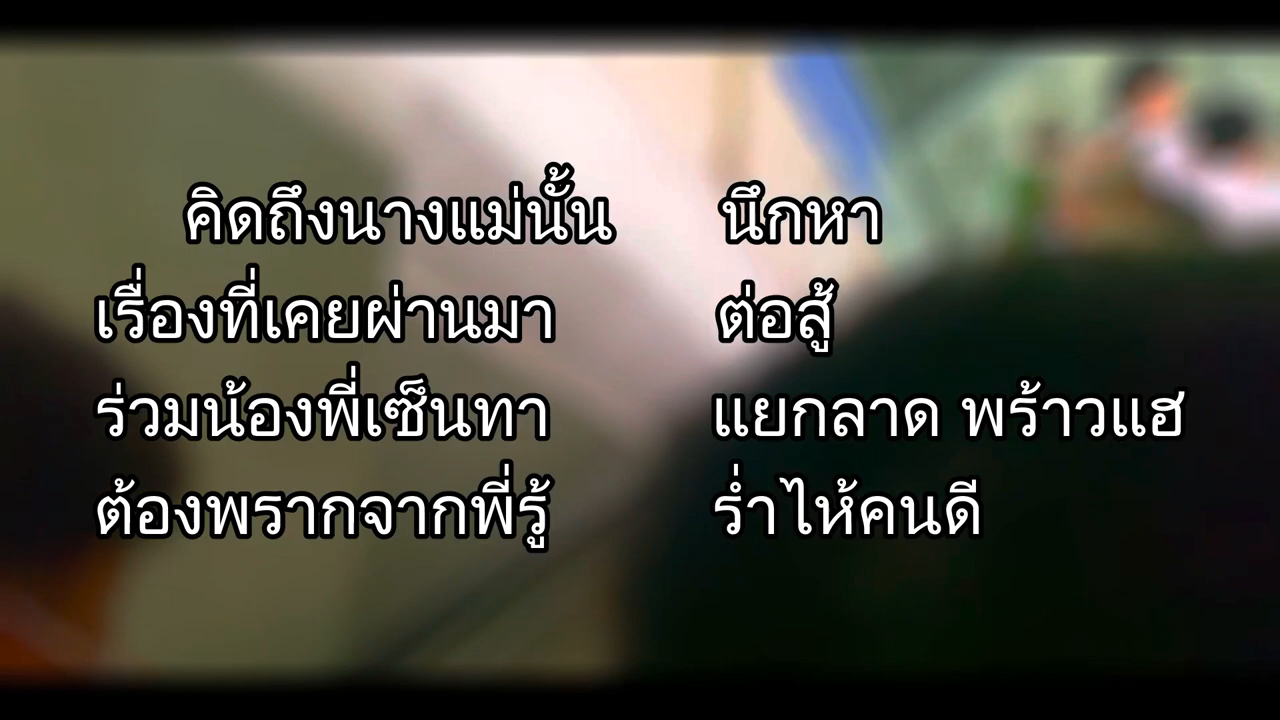 คิดถึงนางแม่นั้น นึกหา
เรื่องที่เคยผ่านมา ต่อสู้
ร่วมน้องพี่เซ็นทา แยกลาด พร้าวแฮ
ต้องพรากจากพี่รู้ ร่ำไห้คนดี